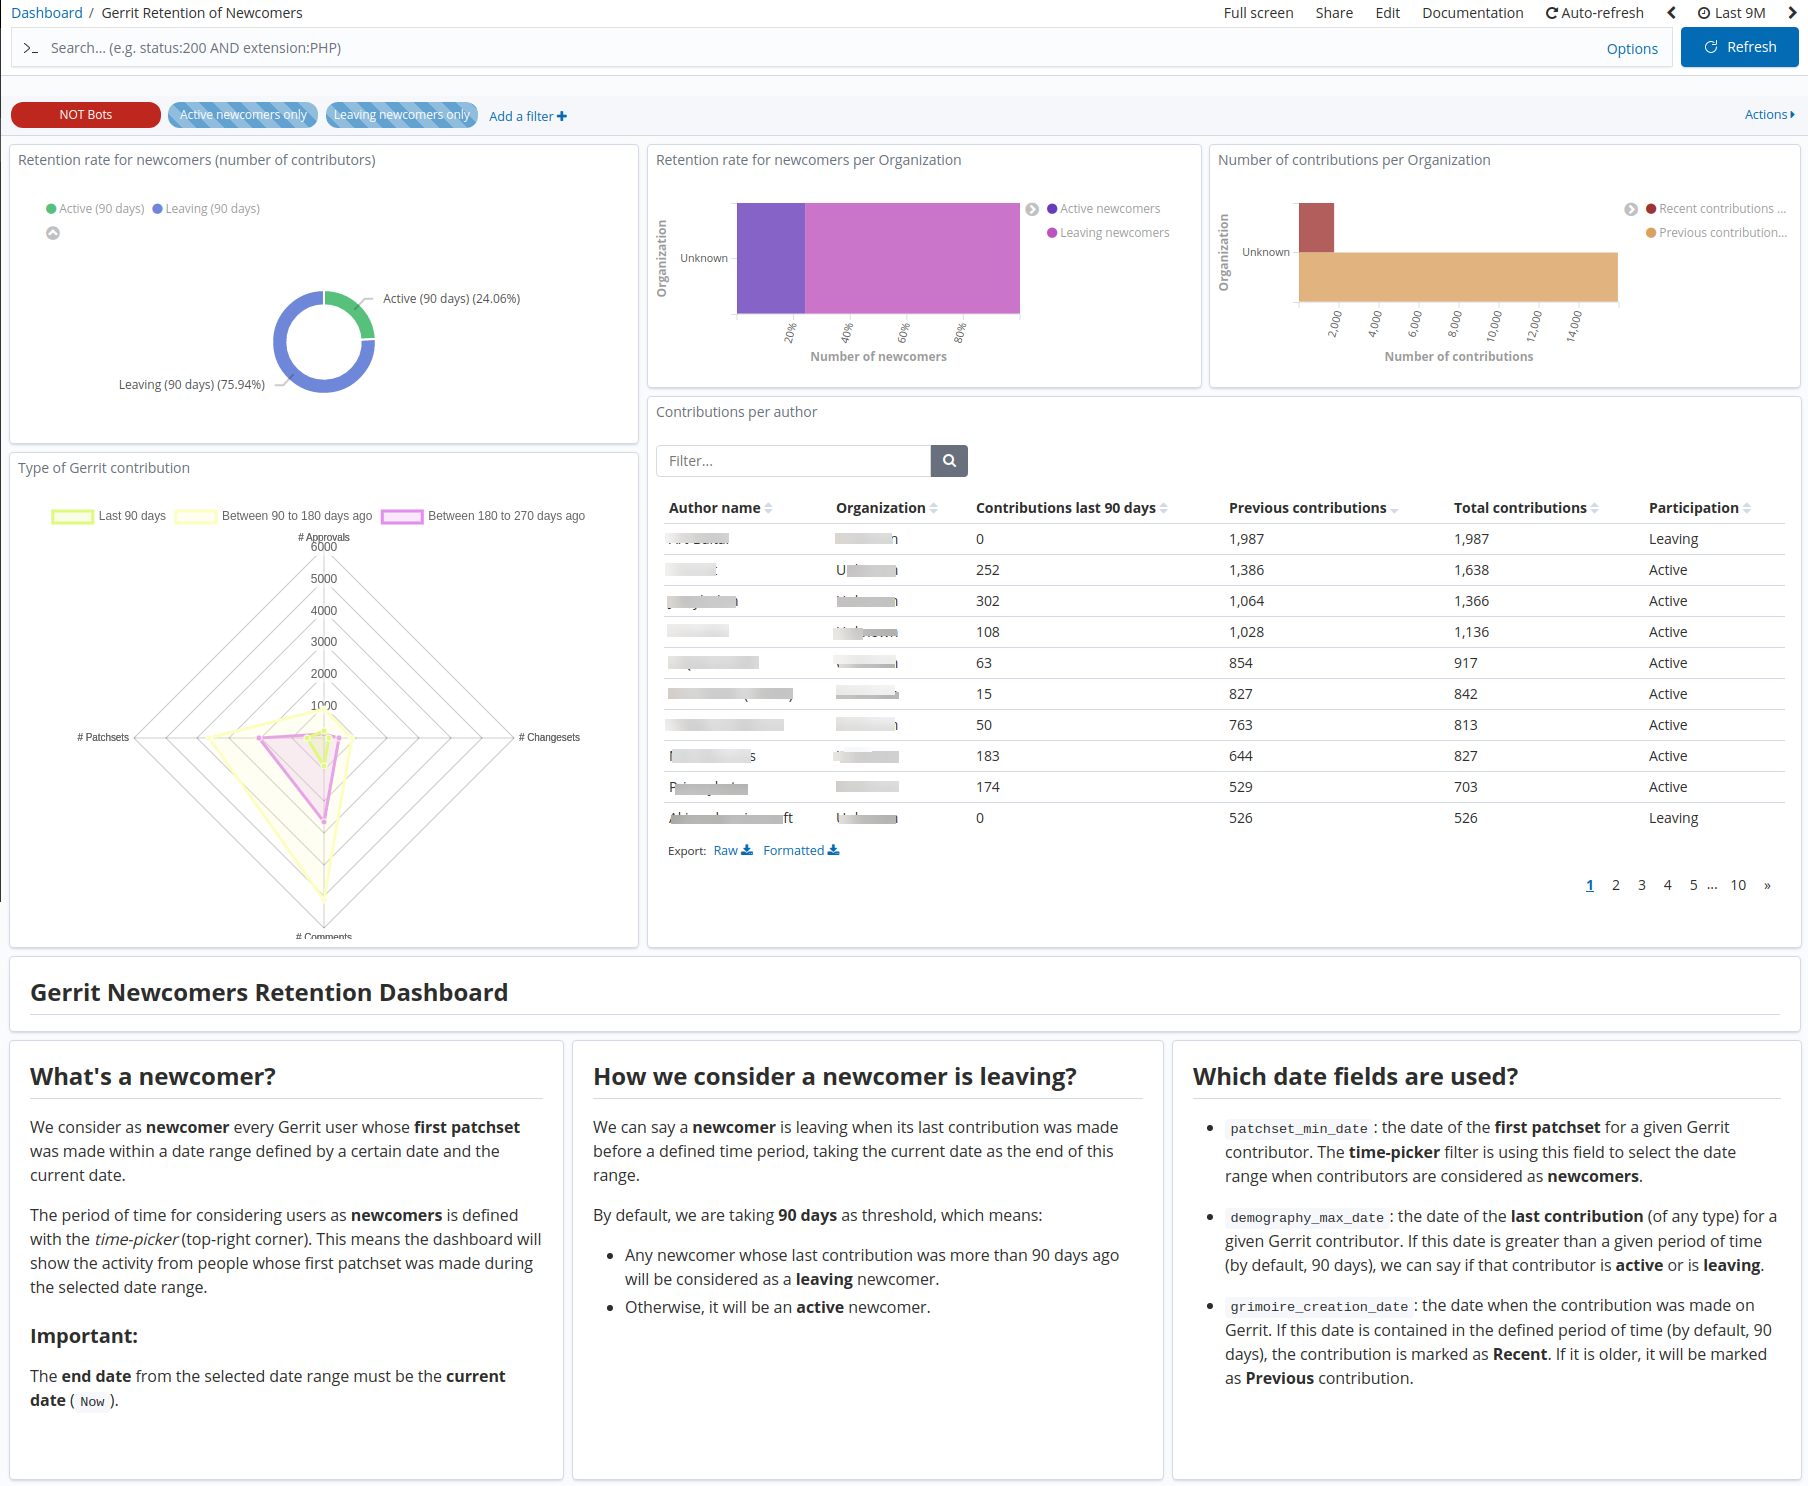 Dashboard / Gerrit Retention of Newcomers
Full screen Share Edit Documentation Auto-refresh Last 9M
>_ Search... (e.g. status:200 AND extension:PHP)
Options
Refresh
NOT Bots
Active newcomers only
Leaving newcomers only
Add a filter
Actions
Retention rate for newcomers (number of contributors)
Active (90 days) Leaving (90 days)
Active (90 days) (24.06%)
Leaving (90 days) (75.94%)
Retention rate for newcomers per Organization
Organization
Unknown
20% 40% 60% 80%
Number of newcomers
Active newcomers
Leaving newcomers
Number of contributions per Organization
Organization
Unknown
2,000 4,000 6,000 8,000 10,000 12,000 14,000
Number of contributions
Recent contributions ...
Previous contribution...
Type of Gerrit contribution
Last 90 days Between 90 to 180 days ago Between 180 to 270 days ago
# Approvals
6000
5000
4000
3000
2000
1000
# Patchsets
# Changesets
# Comments
Contributions per author
Filter...
Author name Organization Contributions last 90 days Previous contributions Total contributions Participation
0 1,987 1,987 Leaving
252 1,386 1,638 Active
302 1,064 1,366 Active
108 1,028 1,136 Active
63 854 917 Active
15 827 842 Active
50 763 813 Active
183 644 827 Active
174 529 703 Active
0 526 526 Leaving
Export: Raw Formatted
1 2 3 4 5 ... 10 »
Gerrit Newcomers Retention Dashboard
What's a newcomer?
We consider as newcomer every Gerrit user whose first patchset
was made within a date range defined by a certain date and the
current date.
The period of time for considering users as newcomers is defined
with the time-picker (top-right corner). This means the dashboard will
show the activity from people whose first patchset was made during
the selected date range.
Important:
The end date from the selected date range must be the current
date ( Now ).
How we consider a newcomer is leaving?
We can say a newcomer is leaving when its last contribution was made
before a defined time period, taking the current date as the end of this
range.
By default, we are taking 90 days as threshold, which means:
• Any newcomer whose last contribution was more than 90 days ago
will be considered as a leaving newcomer.
• Otherwise, it will be an active newcomer.
Which date fields are used?
• patchset_min_date : the date of the first patchset for a given Gerrit
contributor. The time-picker filter is using this field to select the date
range when contributors are considered as newcomers.
• demography_max_date : the date of the last contribution (of any type) for a
given Gerrit contributor. If this date is greater than a given period of time
(by default, 90 days), we can say if that contributor is active or is leaving.
• grimoire_creation_date : the date when the contribution was made on
Gerrit. If this date is contained in the defined period of time (by default, 90
days), the contribution is marked as Recent. If it is older, it will be marked
as Previous contribution.